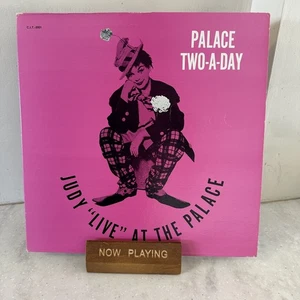 PALACE
TWO-A-DAY
JUDY "LIVE" AT THE PALACE
NOW PLAYING